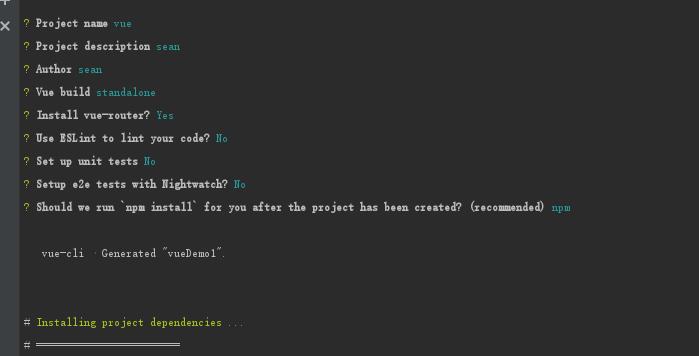 ? Project name vue
? Project description sean
? Author sean
? Vue build standalone
? Install vue-router? Yes
? Use ESLint to lint your code? No
? Set up unit tests No
? Setup e2e tests with Nightwatch? No
? Should we run `npm install` for you after the project has been created? (recommended) npm
vue-cli · Generated "vueDemo1".
# Installing project dependencies ...
# ========================